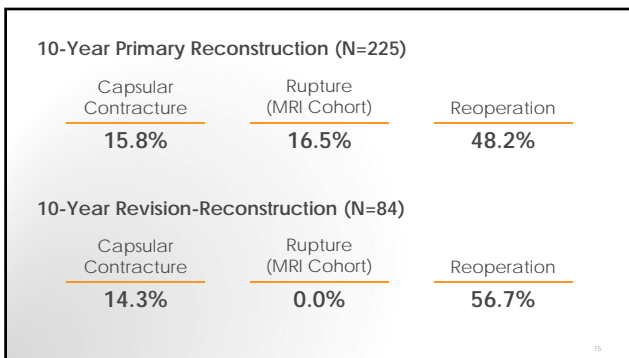 10-Year Primary Reconstruction (N=225)
Capsular
Contracture
Rupture
(MRI Cohort)
Reoperation
15.8%
16.5%
48.2%
10-Year Revision-Reconstruction (N=84)
Capsular
Contracture
Rupture
(MRI Cohort)
Reoperation
14.3%
0.0%
56.7%
15